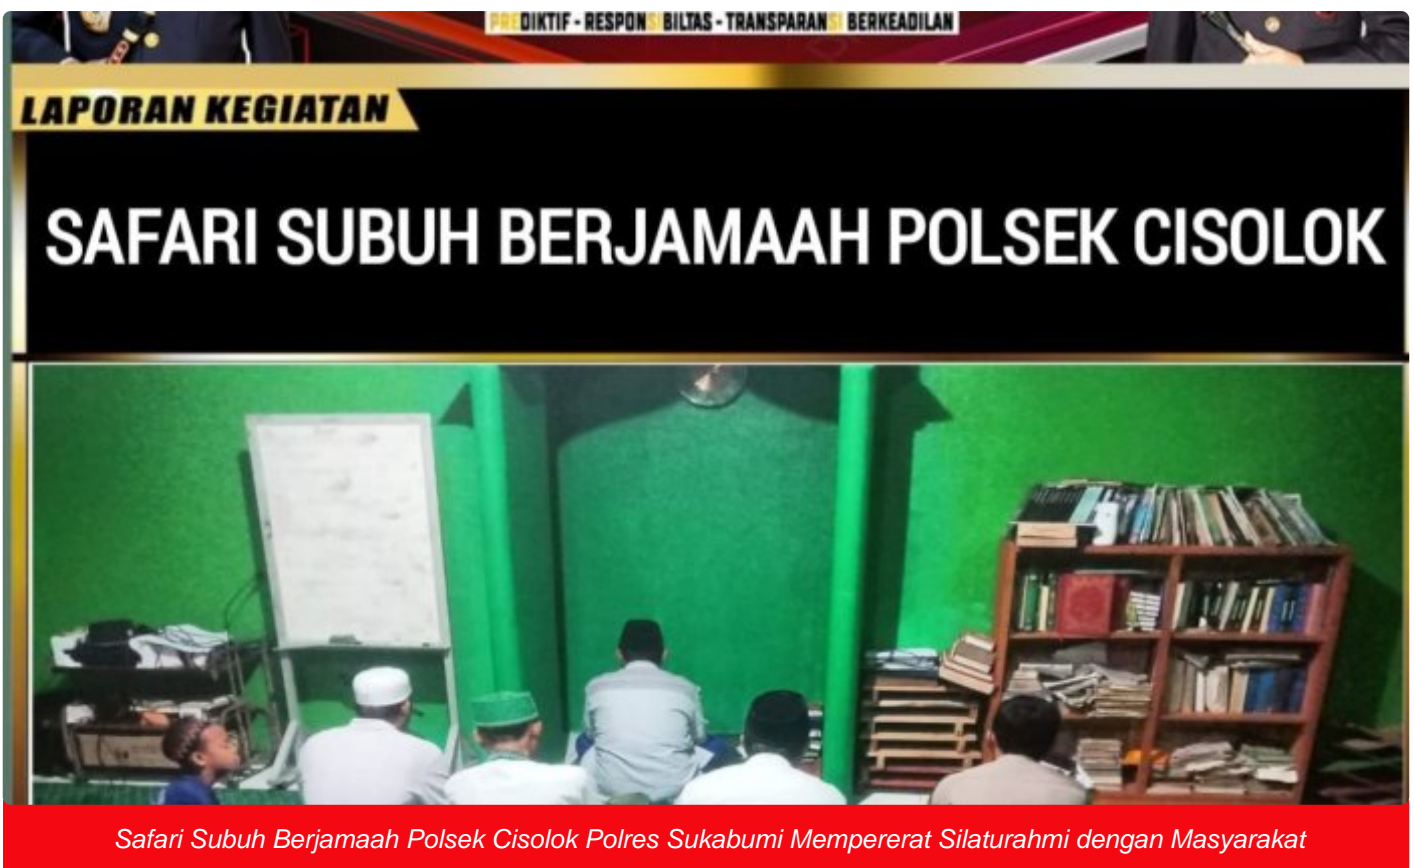 PREDIKTIF - RESPONSIBILTAS - TRANSPARANSI BERKEADILAN
LAPORAN KEGIATAN
SAFARI SUBUH BERJAMAAH POLSEK CISOLOK
Safari Subuh Berjamaah Polsek Cisolok Polres Sukabumi Mempererat Silaturahmi dengan Masyarakat